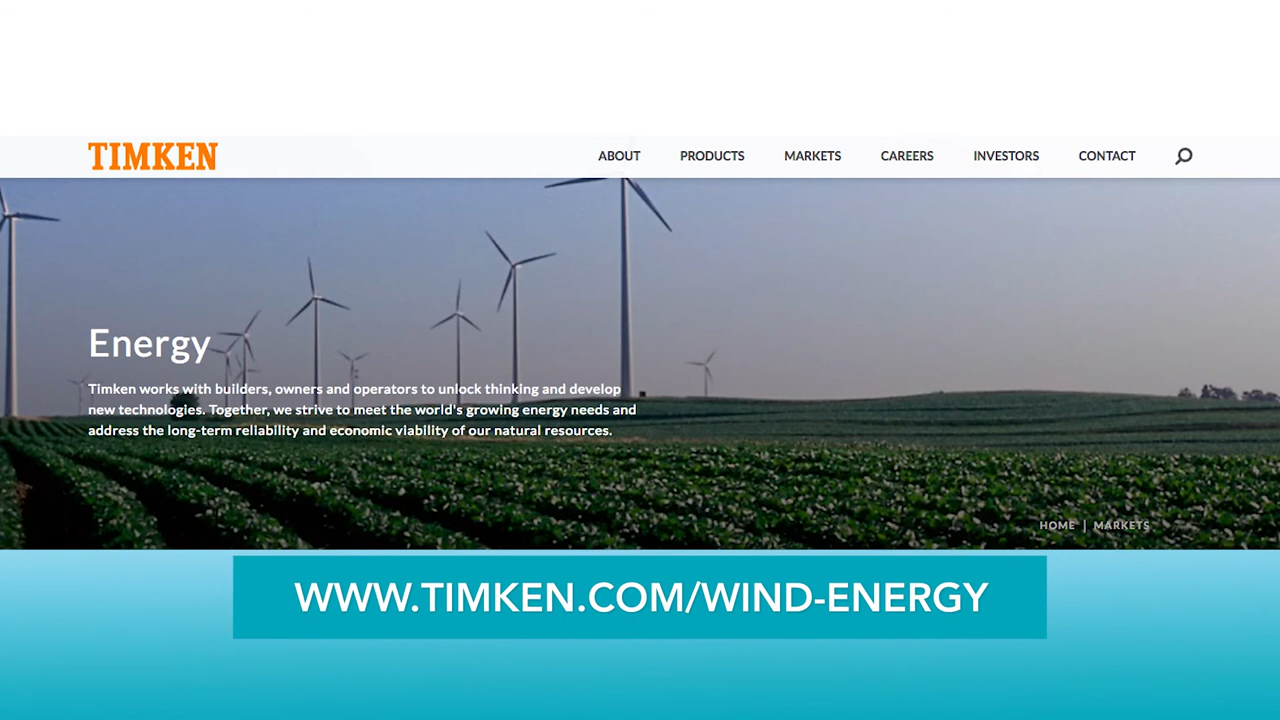 TIMKEN
ABOUT PRODUCTS MARKETS CAREERS INVESTORS CONTACT
Energy
Timken works with builders, owners and operators to unlock thinking and develop
new technologies. Together, we strive to meet the world's growing energy needs and
address the long-term reliability and economic viability of our natural resources.
HOME | MARKETS
WWW.TIMKEN.COM/WIND-ENERGY